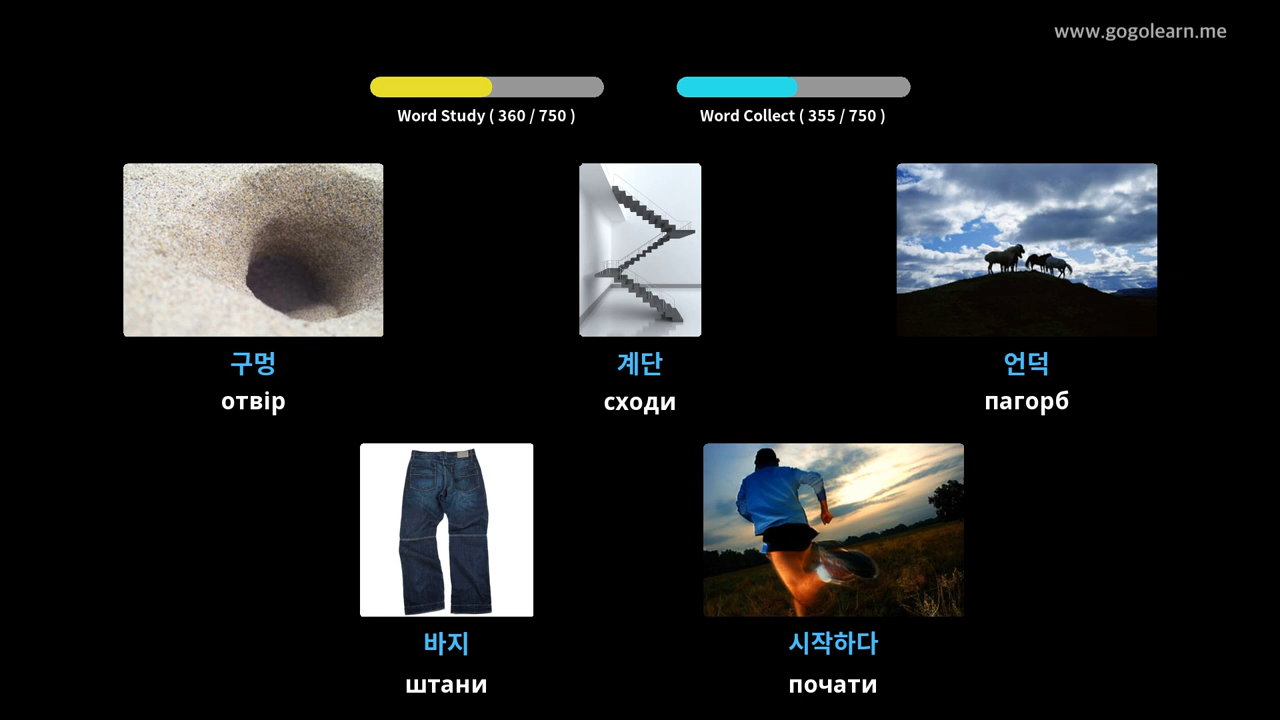 www.gogolearn.me
Word Study ( 360 / 750 )
Word Collect ( 355 / 750 )
구멍
계단
언덕
отвір
сходи
пагорб
바지
시작하다
штани
почати